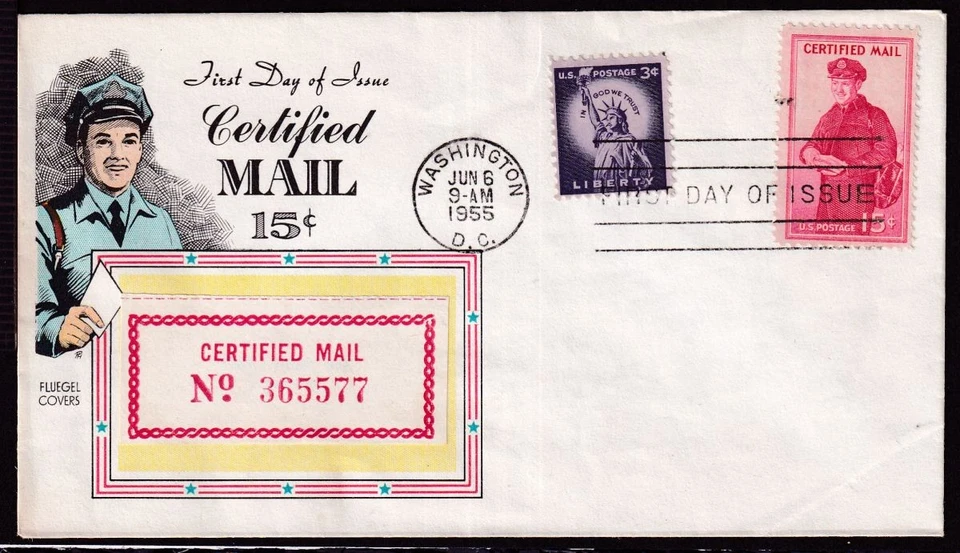 First Day of Issue
Certified
MAIL
15¢
WASHINGTON
JUN 6
9-AM
1955
D.C.
U.S. POSTAGE 3¢
IN GOD WE TRUST
LIBERTY
CERTIFIED MAIL
FIRST DAY OF ISSUE
U.S. POSTAGE 15¢
CERTIFIED MAIL
Nº 365577
FLUEGEL
COVERS